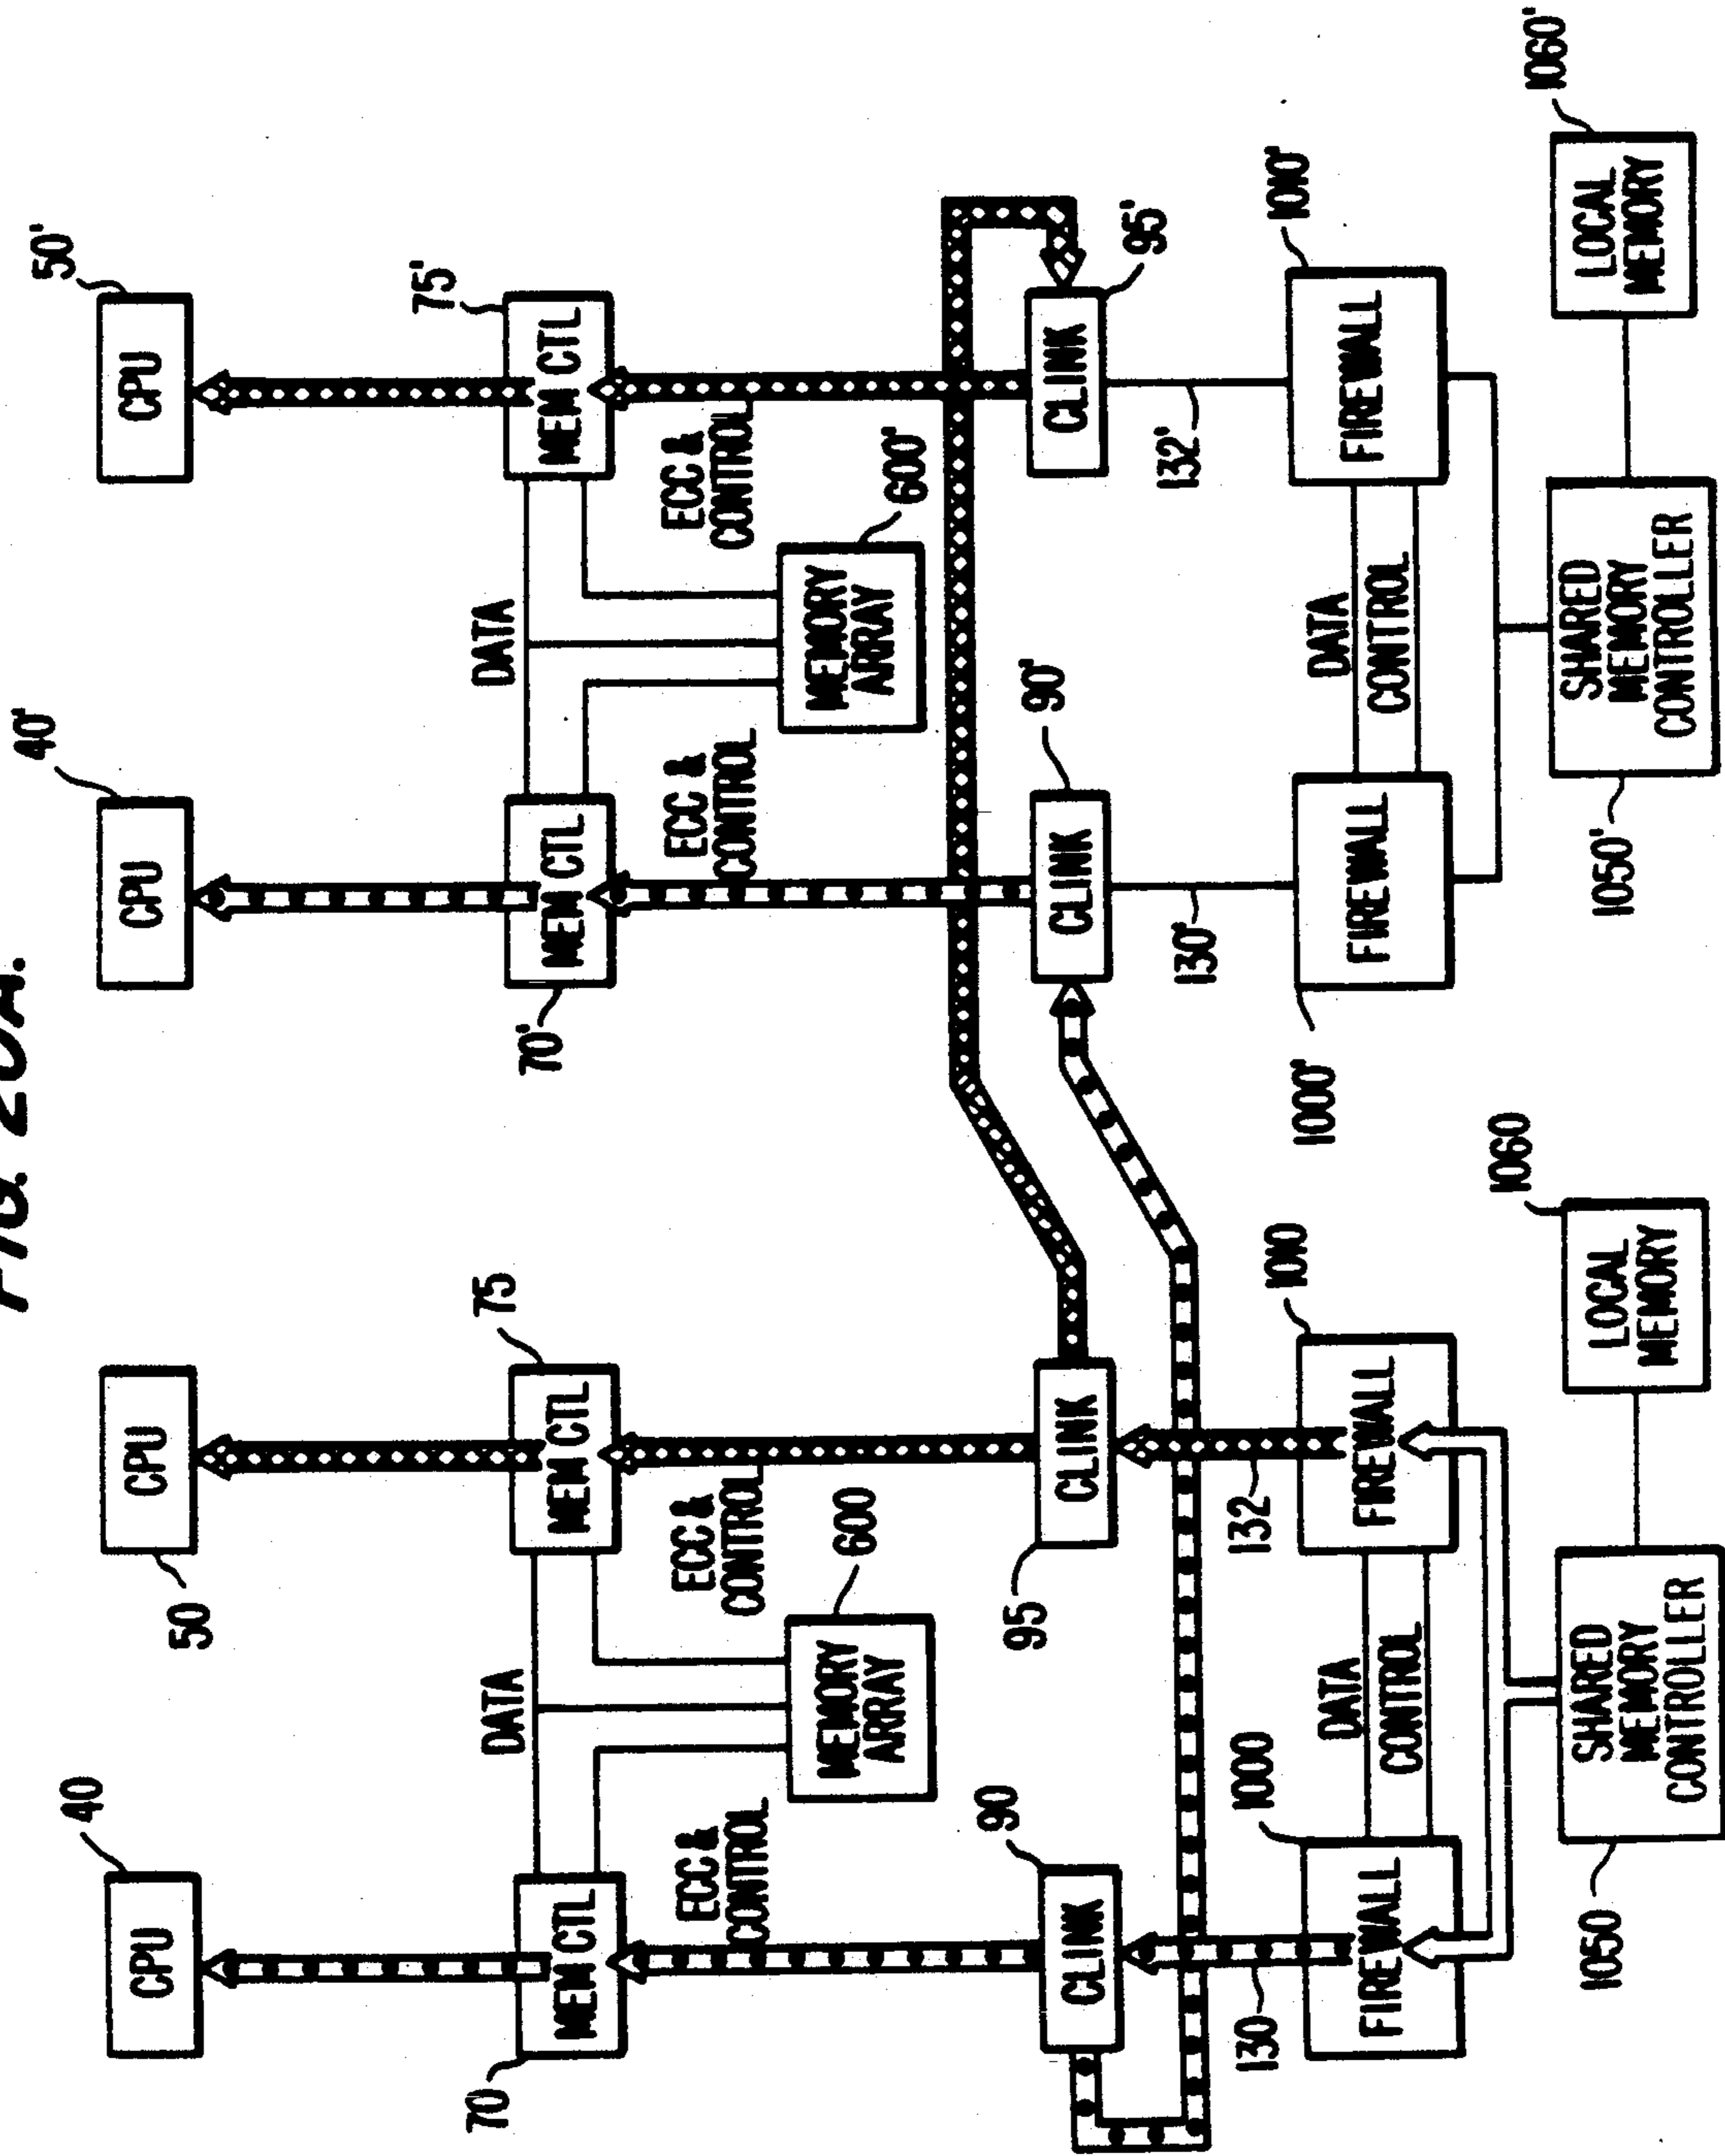 FIG. 20A.
40
50
40'
50'
CPU
CPU
CPU
CPU
70
75
70'
75'
MEM CTL
DATA
MEM CTL
MEM CTL
DATA
MEM CTL
ECC &
CONTROL
ECC &
CONTROL
ECC &
CONTROL
ECC &
CONTROL
MEMORY
ARRAY
600
MEMORY
ARRAY
600'
90
95
90'
95'
CLINK
CLINK
CLINK
CLINK
130
132
130'
132'
1000
1010
1000'
1010'
FIREWALL
DATA
CONTROL
FIREWALL
FIREWALL
DATA
CONTROL
FIREWALL
1050
SHARED
MEMORY
CONTROLLER
LOCAL
MEMORY
1060
1050'
SHARED
MEMORY
CONTROLLER
LOCAL
MEMORY
1060'